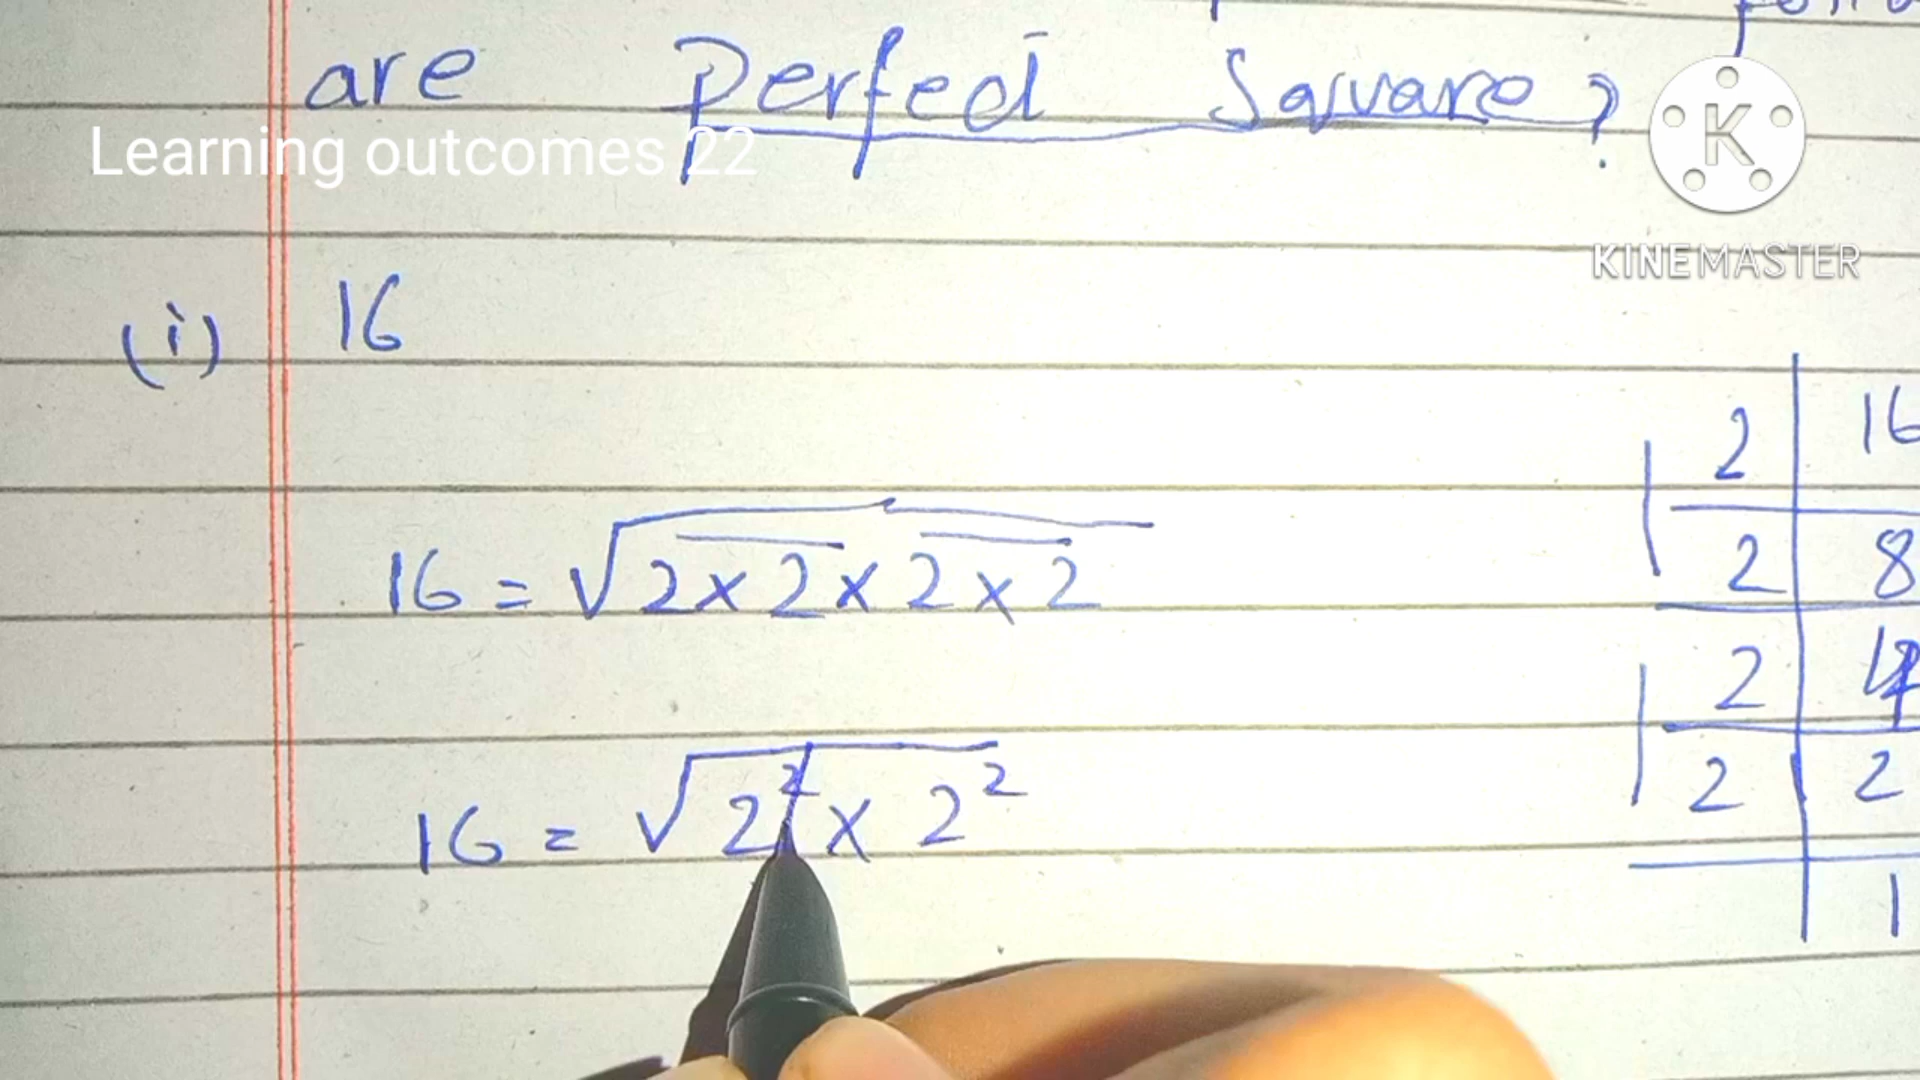 are Perfect Square?
Learning outcomes 22
K
KINEMASTER
(i) 16
16 = √2 × 2 × 2 × 2
16 = √2² × 2²
2 | 16
2 | 8
2 | 4
2 | 2
1